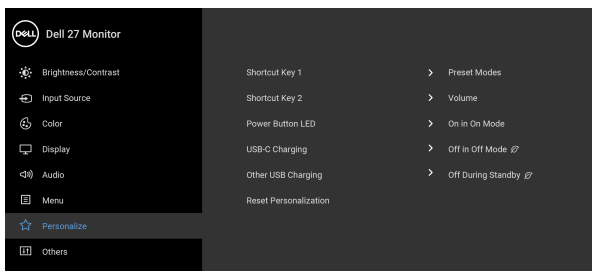 DELL Dell 27 Monitor
Brightness/Contrast
Input Source
Color
Display
Audio
Menu
Personalize
Others
Shortcut Key 1 > Preset Modes
Shortcut Key 2 > Volume
Power Button LED > On in On Mode
USB-C Charging > Off in Off Mode
Other USB Charging > Off During Standby
Reset Personalization